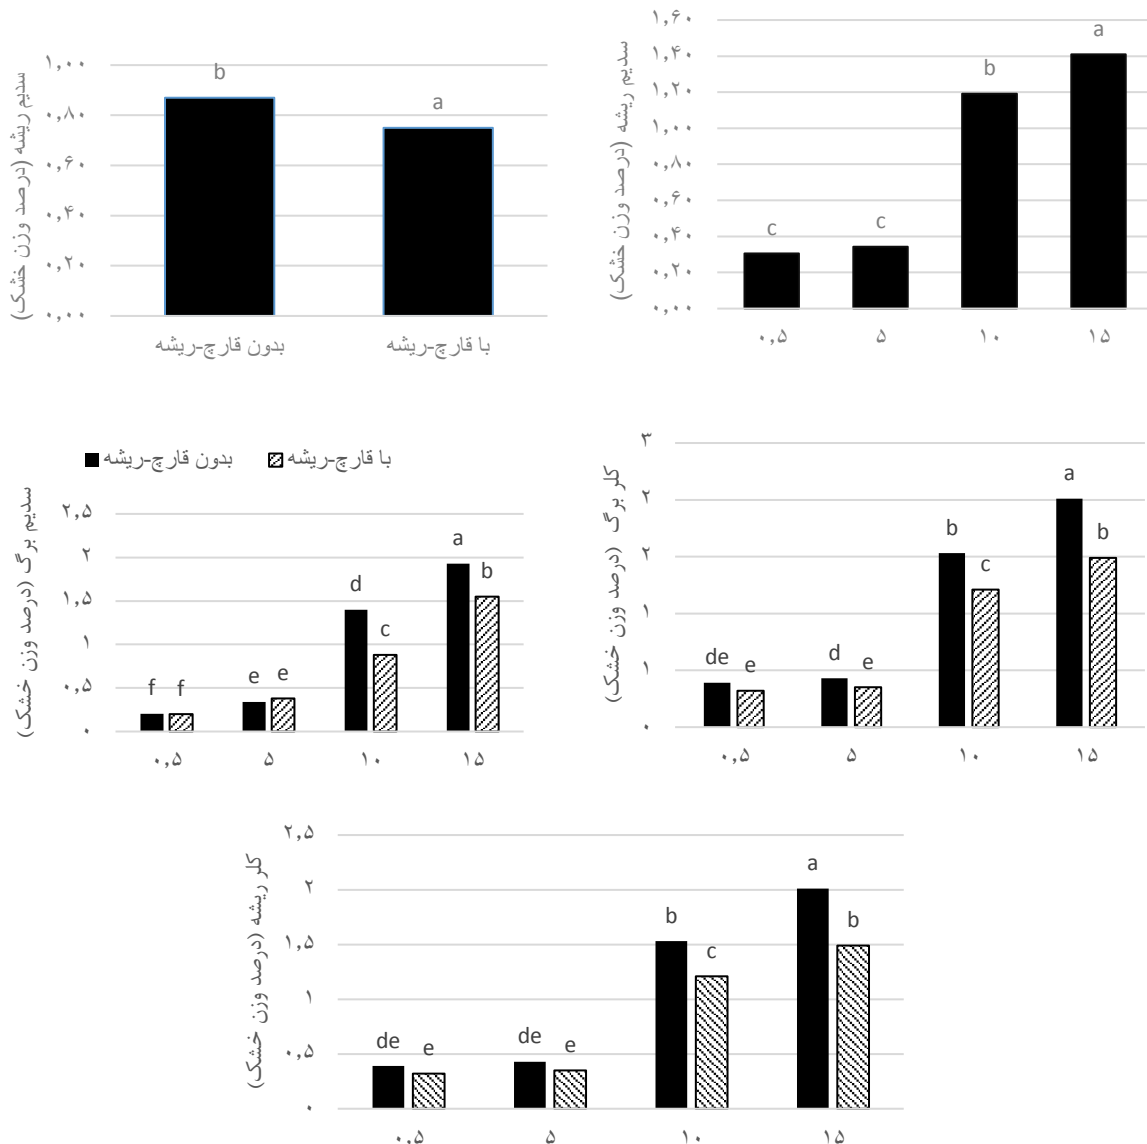 سدیم ریشه (درصد وزن خشک)
۱٫۰۰
۰٫۸۰
۰٫۶۰
۰٫۴۰
۰٫۲۰
۰٫۰۰
b
a
بدون قارچ-ریشه
با قارچ-ریشه
سدیم ریشه (درصد وزن خشک)
۱٫۶۰
۱٫۴۰
۱٫۲۰
۱٫۰۰
۰٫۸۰
۰٫۶۰
۰٫۴۰
۰٫۲۰
۰٫۰۰
c
c
b
a
۰٫۵
۵
۱۰
۱۵
بدون قارچ-ریشه
با قارچ-ریشه
سدیم برگ (درصد وزن خشک)
۲٫۵
۲
۱٫۵
۱
۰٫۵
۰
f f
e e
d c
a b
۰٫۵
۵
۱۰
۱۵
کلر برگ (درصد وزن خشک)
۳
۲
۲
۱
۱
۰
de e
d e
b c
a b
۰٫۵
۵
۱۰
۱۵
کلر ریشه (درصد وزن خشک)
۲٫۵
۲
۱٫۵
۱
۰٫۵
۰
de e
de e
b c
a b
۰٫۵
۵
۱۰
۱۵